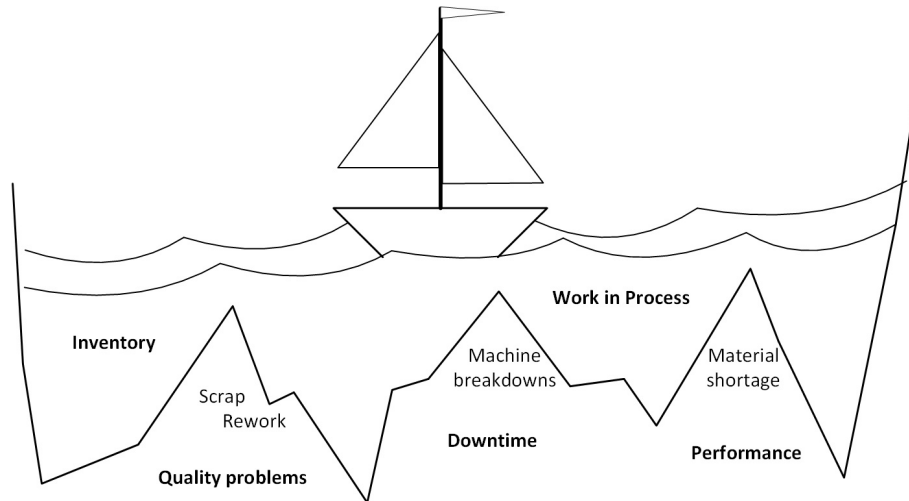 Work in Process
Inventory
Machine
breakdowns
Material
shortage
Scrap
Rework
Downtime
Performance
Quality problems